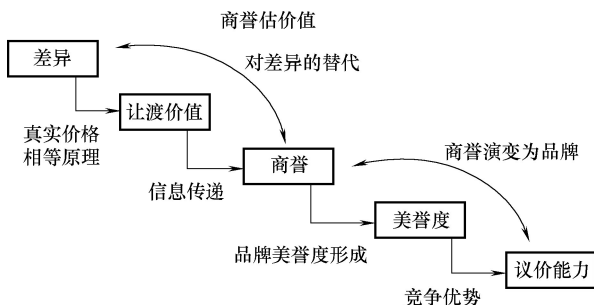 商誉估价值
差异
对差异的替代
让渡价值
真实价格
相等原理
商誉
商誉演变为品牌
信息传递
美誉度
品牌美誉度形成
议价能力
竞争优势